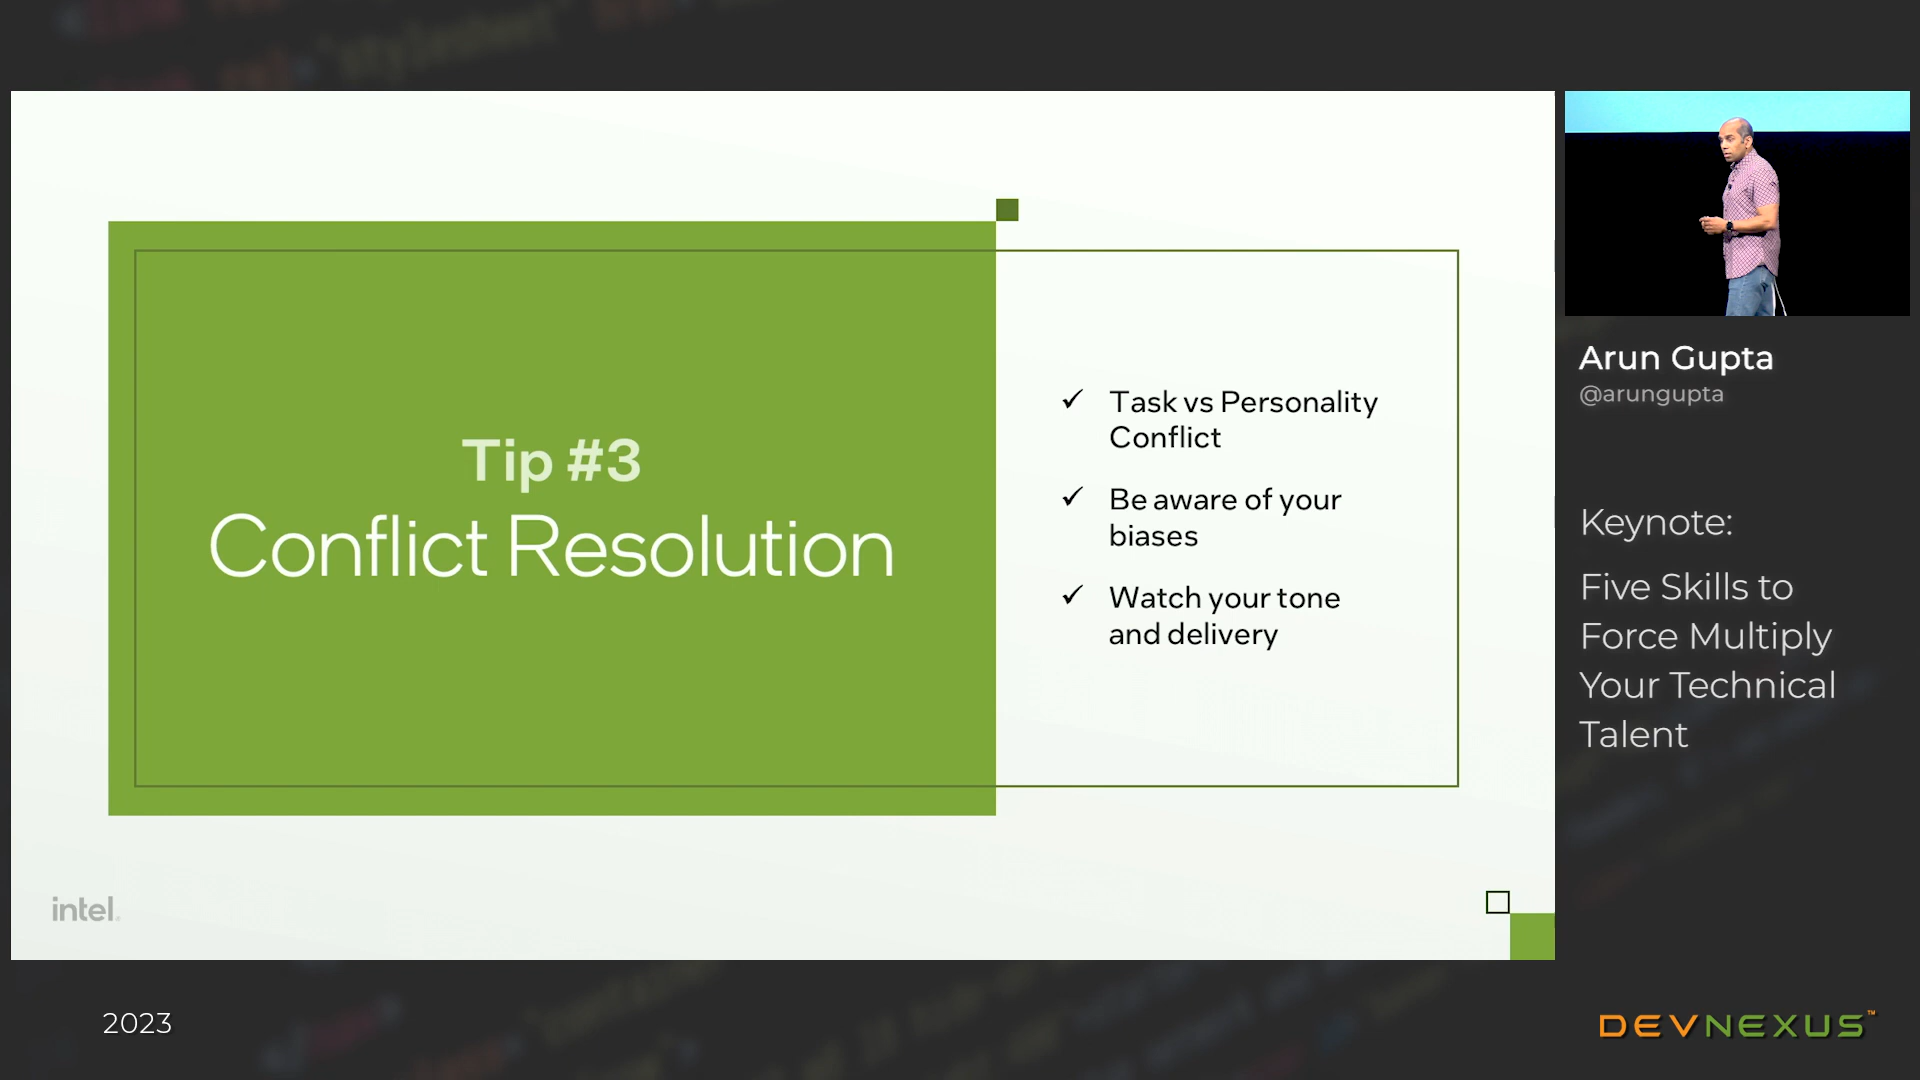 Tip #3
Conflict Resolution
✓ Task vs Personality
Conflict
✓ Be aware of your
biases
✓ Watch your tone
and delivery
intel.
Arun Gupta
@arungupta
Keynote:
Five Skills to
Force Multiply
Your Technical
Talent
2023
DEVNEXUS™